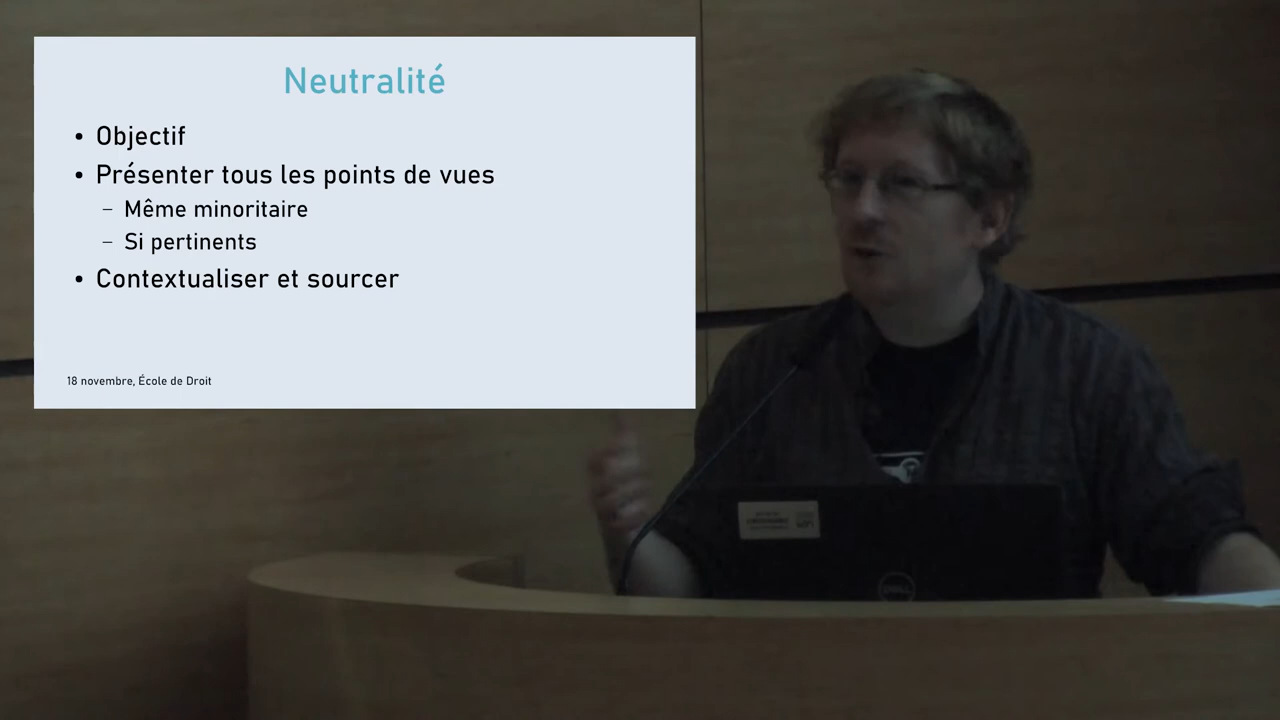 Neutralité
• Objectif
• Présenter tous les points de vues
– Même minoritaire
– Si pertinents
• Contextualiser et sourcer
18 novembre, École de Droit
DELL